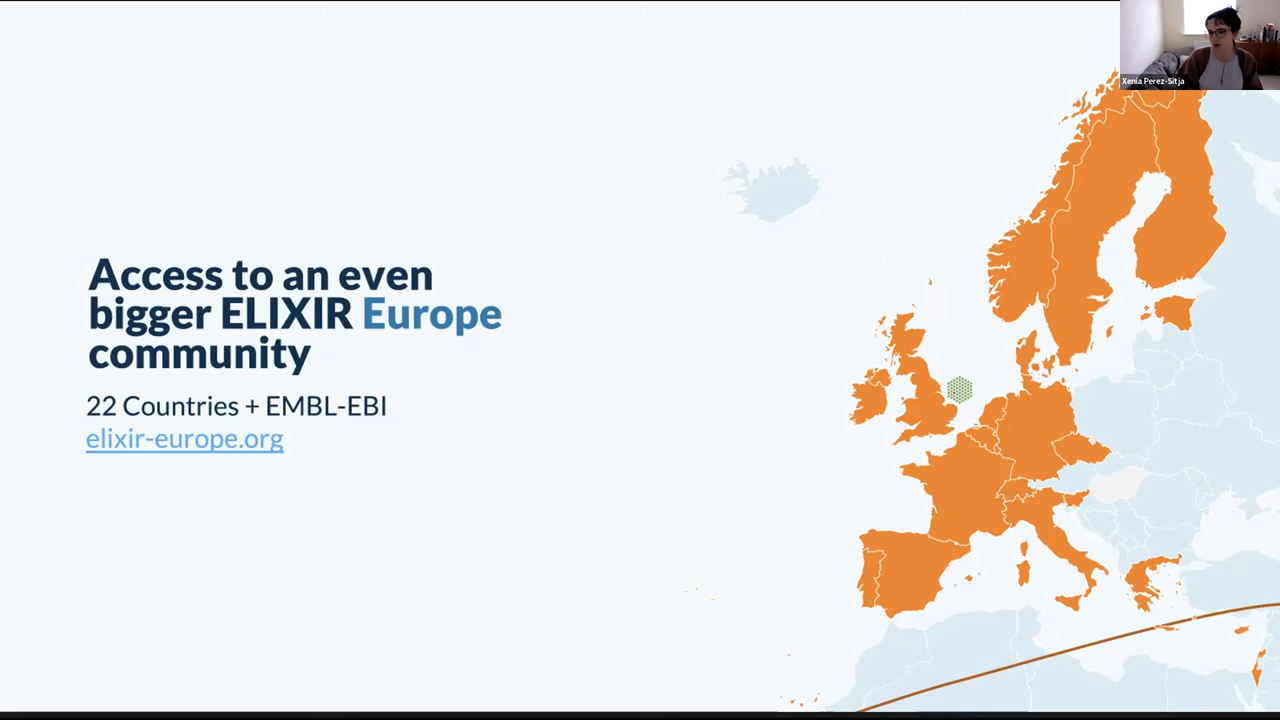 Xenia Perez-Sitja
Access to an even
bigger ELIXIR Europe
community
22 Countries + EMBL-EBI
elixir-europe.org